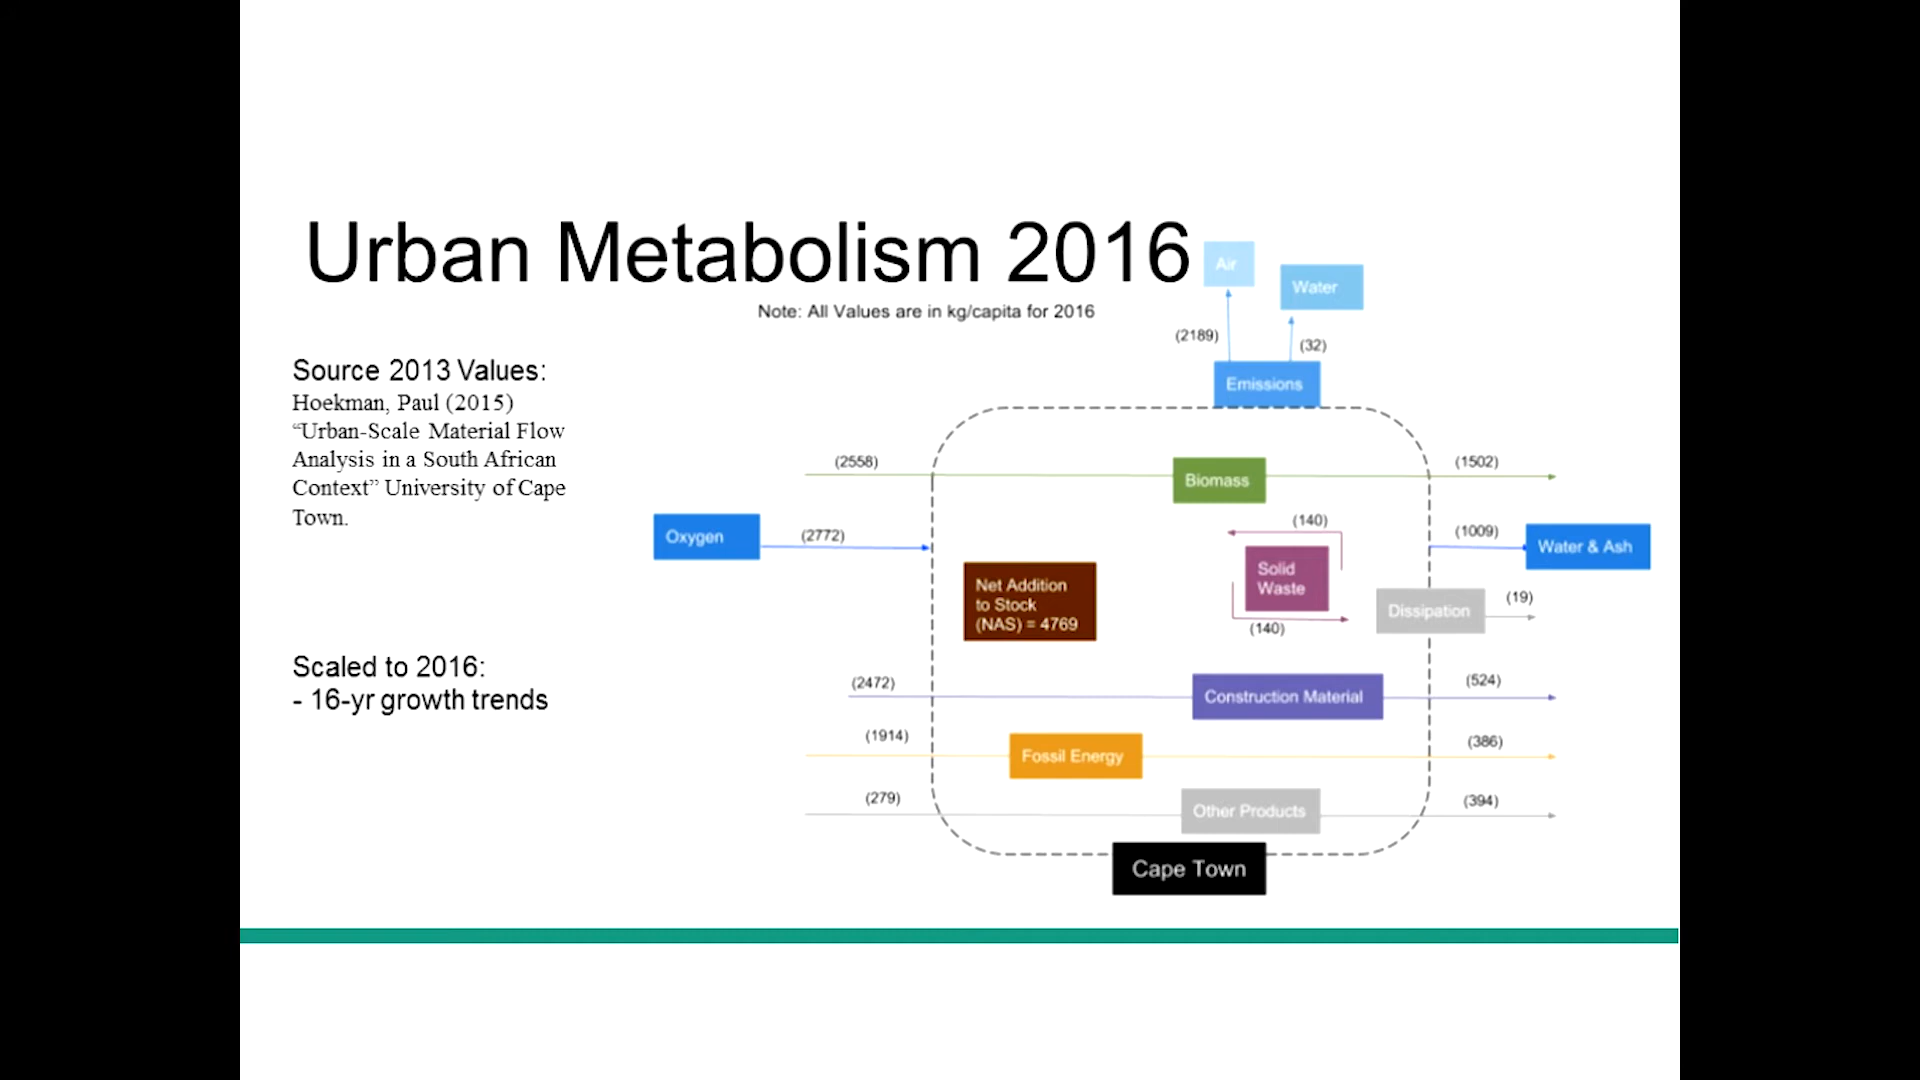 Urban Metabolism 2016
Note: All Values are in kg/capita for 2016
Source 2013 Values:
Hoekman, Paul (2015)
“Urban-Scale Material Flow
Analysis in a South African
Context” University of Cape
Town.
Scaled to 2016:
- 16-yr growth trends
Air
Water
(2189)
(32)
Emissions
(2558)
Biomass
(1502)
Oxygen
(2772)
(140)
Solid
Waste
(140)
(1009)
Water & Ash
Net Addition
to Stock
(NAS) = 4769
Dissipation
(19)
(2472)
Construction Material
(524)
(1914)
Fossil Energy
(386)
(279)
Other Products
(394)
Cape Town